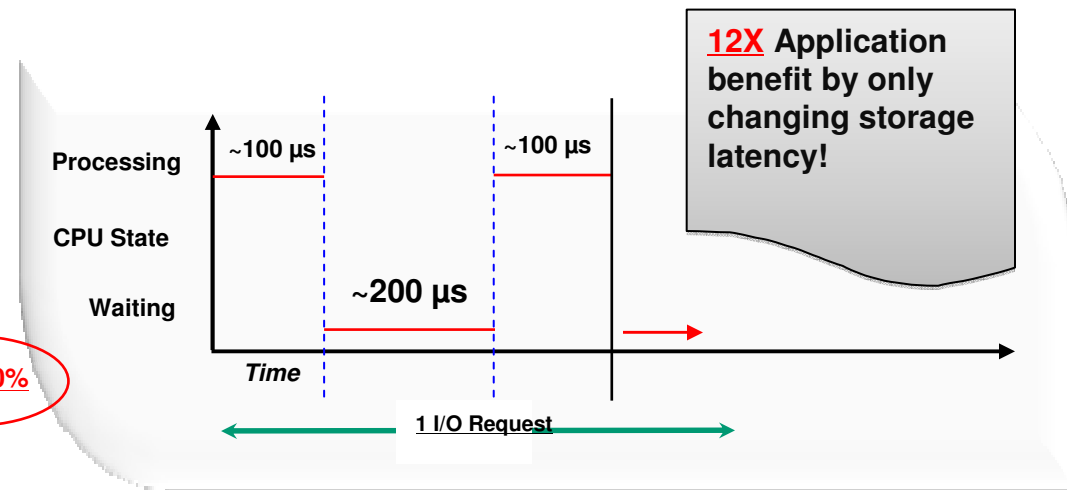 12X Application
benefit by only
changing storage
latency!
Processing
~100 µs
~100 µs
CPU State
Waiting
~200 µs
Time
1 I/O Request